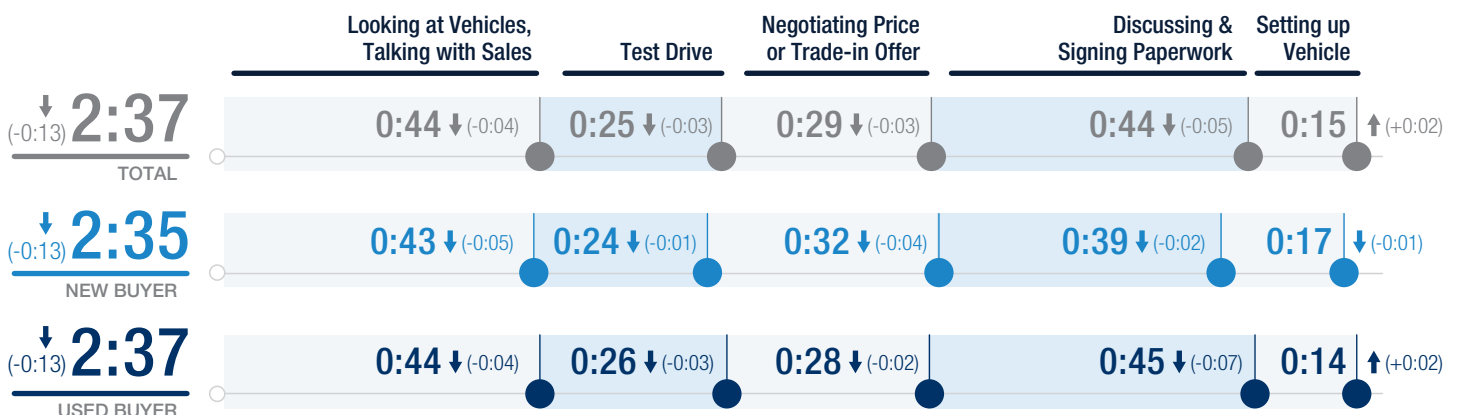 Looking at Vehicles,
Talking with Sales
Test Drive
Negotiating Price
or Trade-in Offer
Discussing &
Signing Paperwork
Setting up
Vehicle
(-0:13) 2:37
TOTAL
0:44 (-0:04)
0:25 (-0:03)
0:29 (-0:03)
0:44 (-0:05)
0:15 (+0:02)
(-0:13) 2:35
NEW BUYER
0:43 (-0:05)
0:24 (-0:01)
0:32 (-0:04)
0:39 (-0:02)
0:17 (-0:01)
(-0:13) 2:37
USED BUYER
0:44 (-0:04)
0:26 (-0:03)
0:28 (-0:02)
0:45 (-0:07)
0:14 (+0:02)